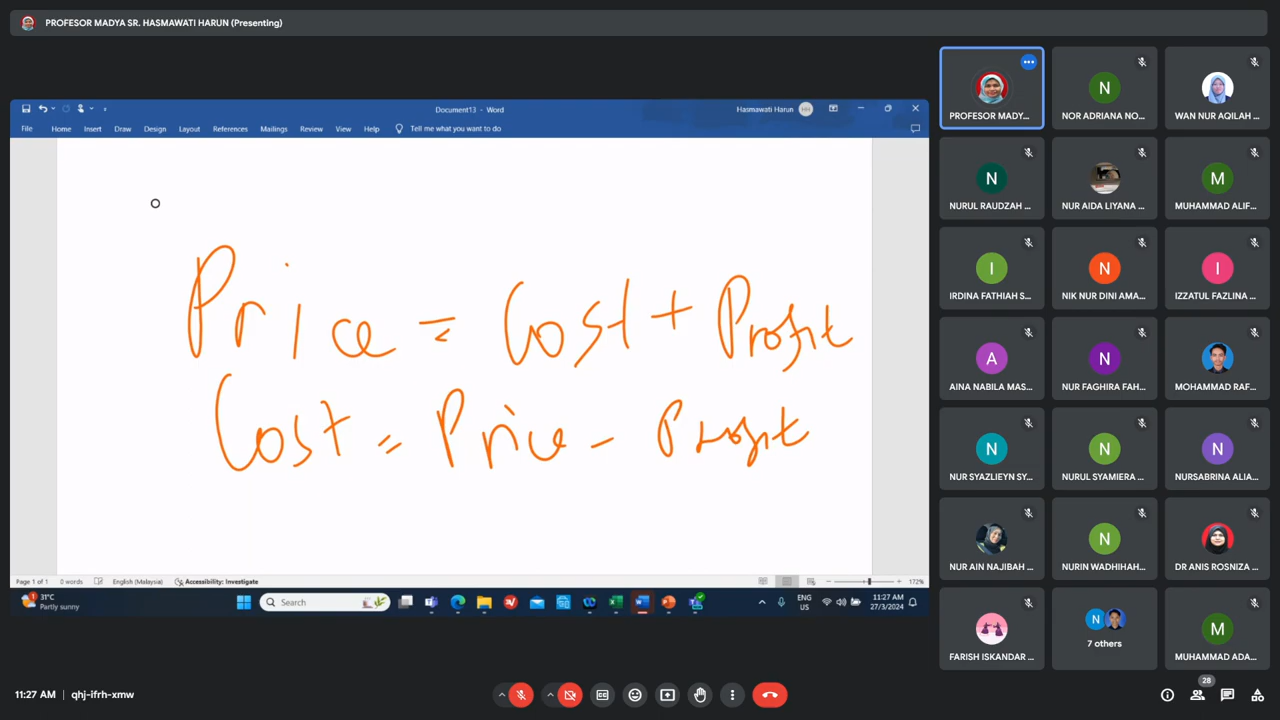 PROFESOR MADYA SR. HASMAWATI HARUN (Presenting)
Document13 - Word
Hasmawati Harun
HH
File Home Insert Draw Design Layout References Mailings Review View Help Tell me what you want to do
Price = Cost + Profit
Cost = Price - Profit
Page 1 of 1 0 words English (Malaysia) Accessibility: Investigate 172%
1
31°C
Partly sunny
Search
ENG
US
11:27 AM
27/3/2024
PROFESOR MADY...
N
NOR ADRIANA NO...
WAN NUR AQILAH ...
N
NURUL RAUDZAH ...
NUR AIDA LIYANA ...
M
MUHAMMAD ALIF...
I
IRDINA FATHIAH S...
N
NIK NUR DINI AMA...
I
IZZATUL FAZLINA ...
A
AINA NABILA MAS...
N
NUR FAGHIRA FAH...
MOHAMMAD RAF...
N
NUR SYAZLIEYN SY...
N
NURUL SYAMIERA ...
N
NURSABRINA ALIA...
NUR AIN NAJIBAH ...
N
NURIN WADHIHAH...
DR ANIS ROSNIZA ...
FARISH ISKANDAR ...
N
7 others
M
MUHAMMAD ADA...
11:27 AM | qhj-ifrh-xmw
28